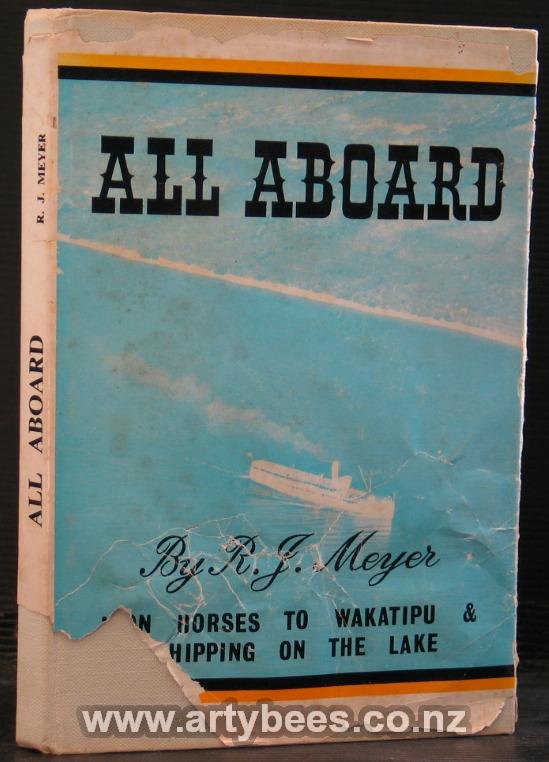 R. J. MEYER
ALL ABOARD
ALL ABOARD
By R. J. Meyer
HORSES TO WAKATIPU &
HIPPING ON THE LAKE
www.artybees.co.nz